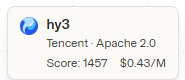 hy3
Tencent · Apache 2.0
Score: 1457 $0.43/M